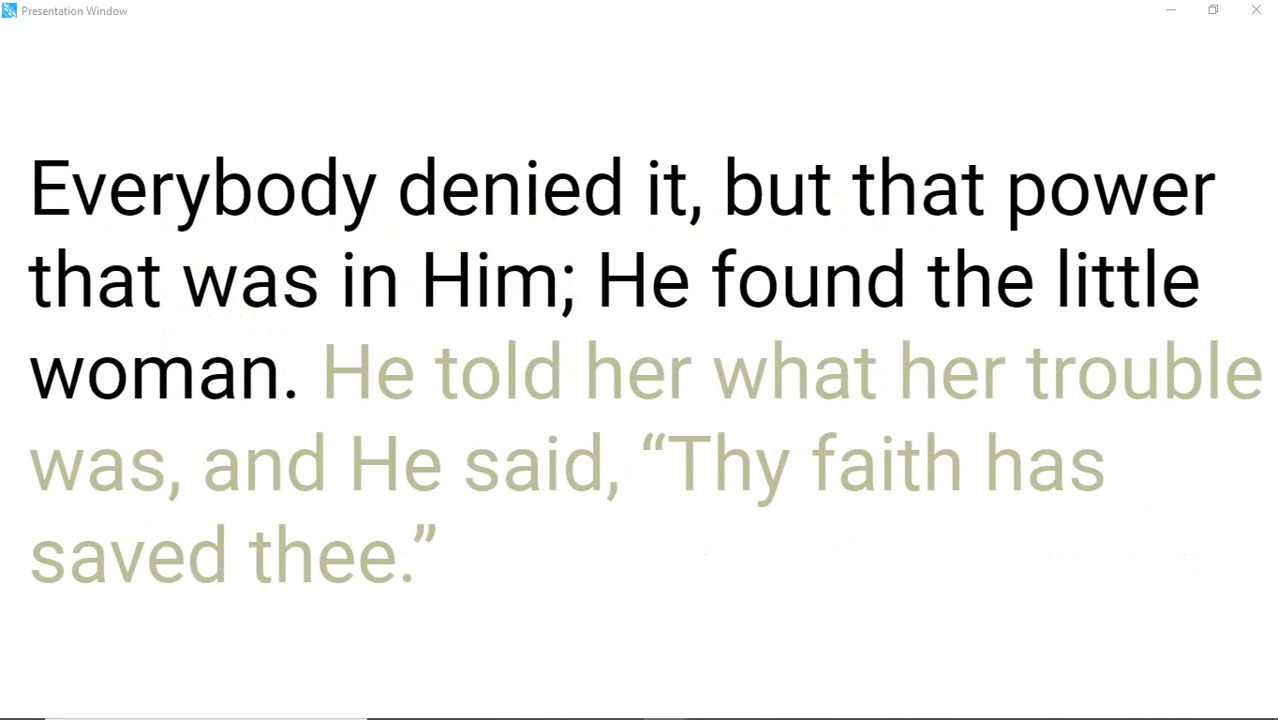 Presentation Window
Everybody denied it, but that power
that was in Him; He found the little
woman. He told her what her trouble
was, and He said, “Thy faith has
saved thee.”